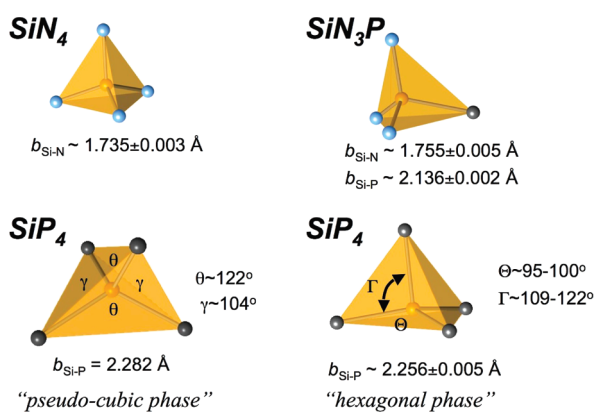 SiN4
SiN3P
bSi-N ~ 1.735±0.003 Å
bSi-N ~ 1.755±0.005 Å
bSi-P ~ 2.136±0.002 Å
SiP4
SiP4
θ
γ
γ
θ
θ~122o
γ~104o
Γ
Θ
Θ~95-100o
Γ~109-122o
bSi-P = 2.282 Å
bSi-P ~ 2.256±0.005 Å
“pseudo-cubic phase”
“hexagonal phase”